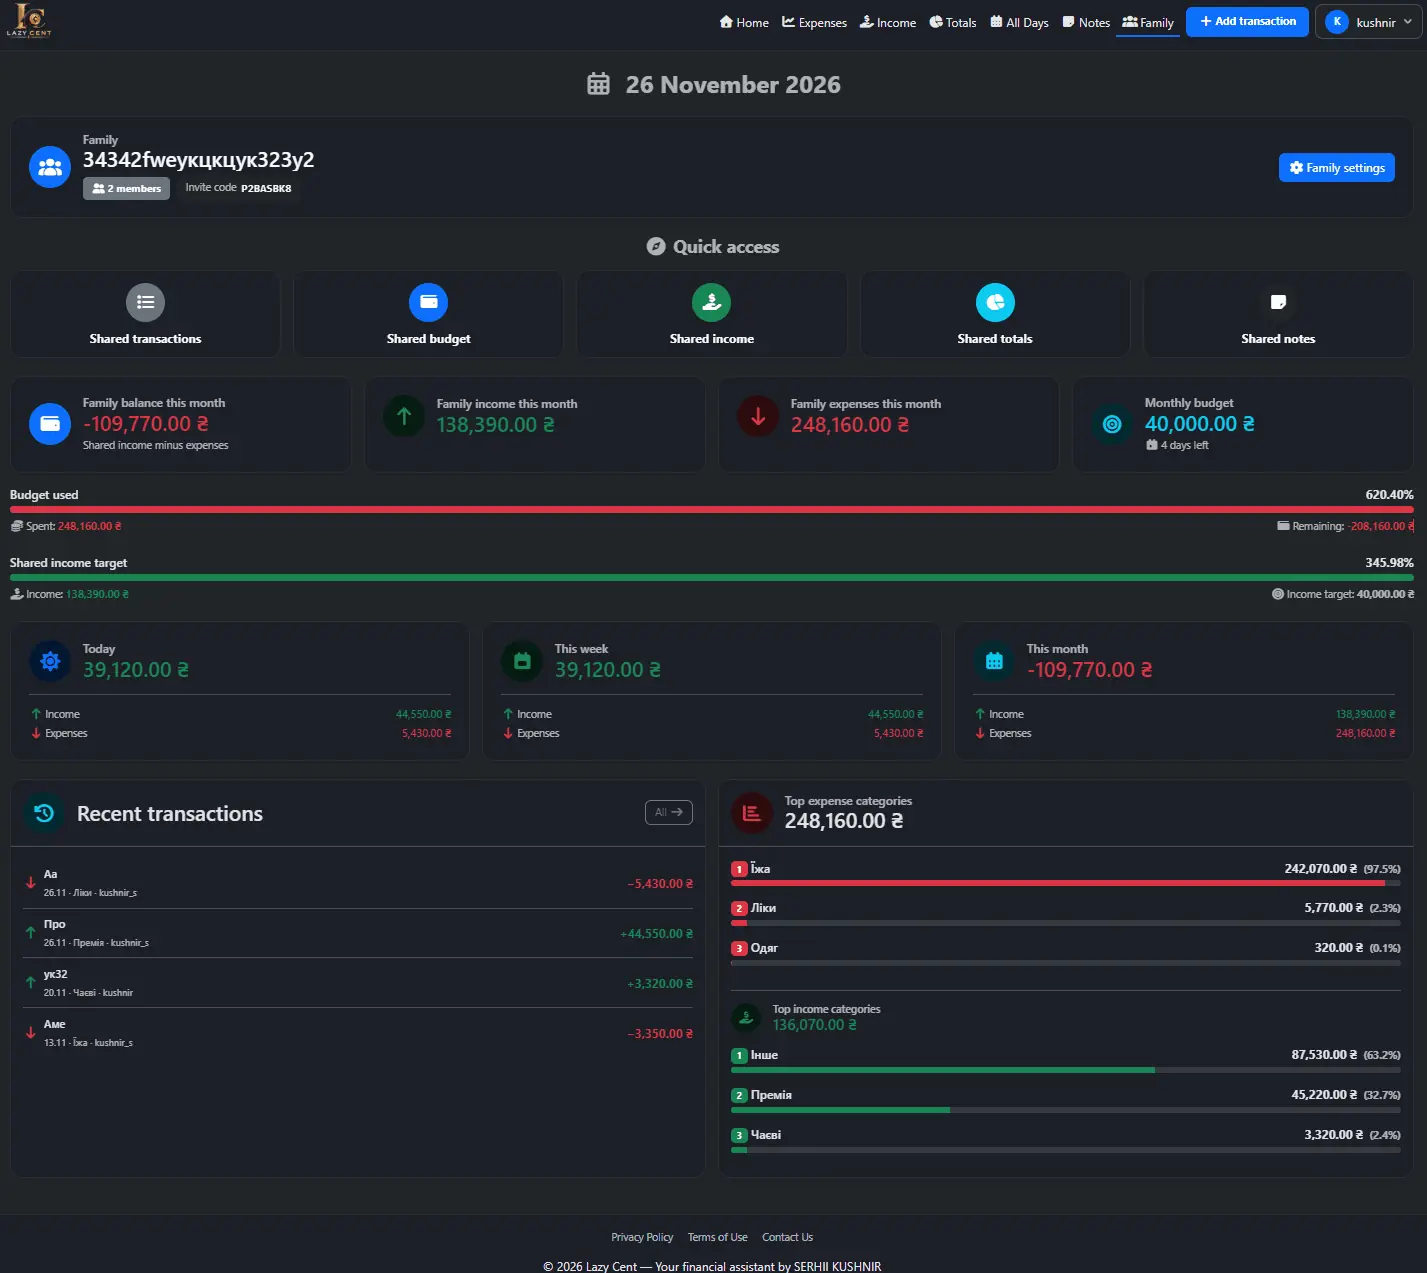 LAZY CENT
Home Expenses Income Totals All Days Notes Family + Add transaction K kushnir
26 November 2026
Family
34342fweукцкцук323у2
2 members Invite code P2BASBK8
Family settings
Quick access
Shared transactions
Shared budget
Shared income
Shared totals
Shared notes
Family balance this month
-109,770.00 ₴
Shared income minus expenses
Family income this month
138,390.00 ₴
Family expenses this month
248,160.00 ₴
Monthly budget
40,000.00 ₴
4 days left
Budget used 620.40%
Spent: 248,160.00 ₴ Remaining: -208,160.00 ₴
Shared income target 345.98%
Income: 138,390.00 ₴ Income target: 40,000.00 ₴
Today
39,120.00 ₴
Income 44,550.00 ₴
Expenses 5,430.00 ₴
This week
39,120.00 ₴
Income 44,550.00 ₴
Expenses 5,430.00 ₴
This month
-109,770.00 ₴
Income 138,390.00 ₴
Expenses 248,160.00 ₴
Recent transactions All →
Аа
26.11 · Ліки · kushnir_s
−5,430.00 ₴
Про
26.11 · Премія · kushnir_s
+44,550.00 ₴
ук32
20.11 · Чаєві · kushnir
+3,320.00 ₴
Аме
13.11 · Їжа · kushnir_s
−3,350.00 ₴
Top expense categories
248,160.00 ₴
1 Їжа 242,070.00 ₴ (97.5%)
2 Ліки 5,770.00 ₴ (2.3%)
3 Одяг 320.00 ₴ (0.1%)
Top income categories
136,070.00 ₴
1 Інше 87,530.00 ₴ (63.2%)
2 Премія 45,220.00 ₴ (32.7%)
3 Чаєві 3,320.00 ₴ (2.4%)
Privacy Policy Terms of Use Contact Us
© 2026 Lazy Cent — Your financial assistant by SERHII KUSHNIR